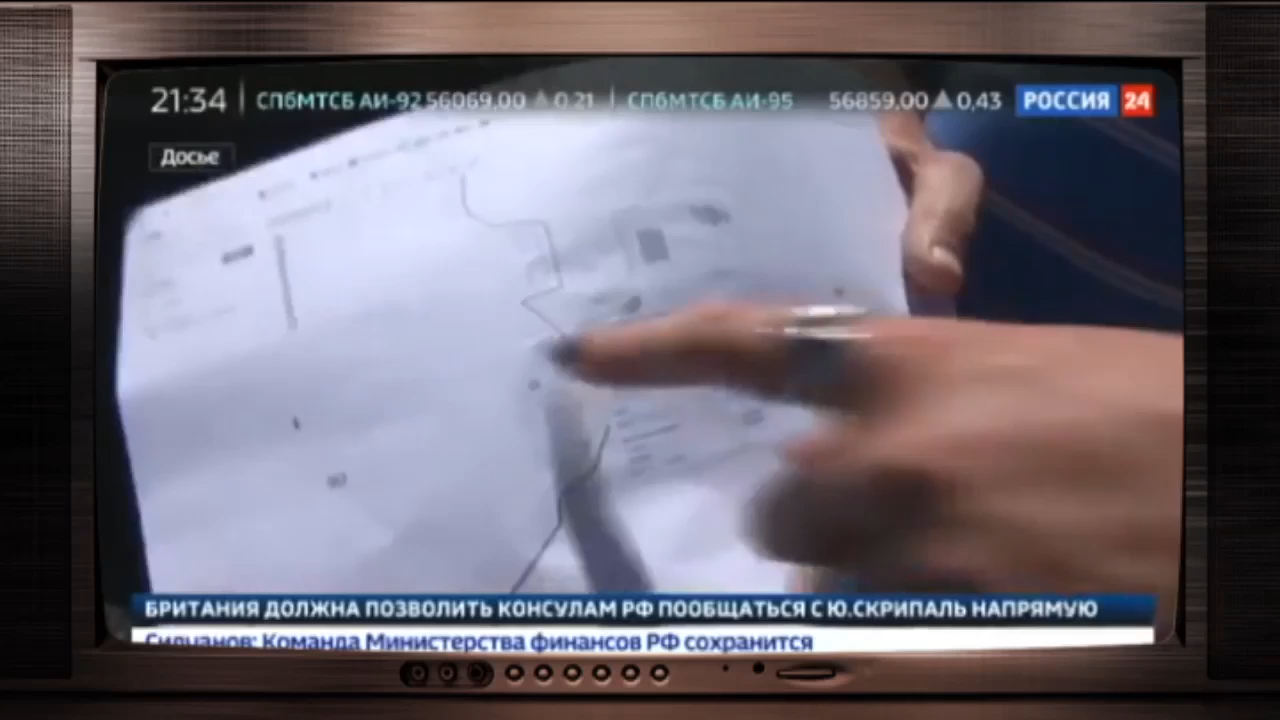 21:34 СПбМТСБ АИ-92 56069,00 ▲ 0,21 СПбМТСБ АИ-95 56859,00 ▲ 0,43 РОССИЯ 24
Досье
БРИТАНИЯ ДОЛЖНА ПОЗВОЛИТЬ КОНСУЛАМ РФ ПООБЩАТЬСЯ С Ю.СКРИПАЛЬ НАПРЯМУЮ
Силуанов: Команда Министерства финансов РФ сохранится